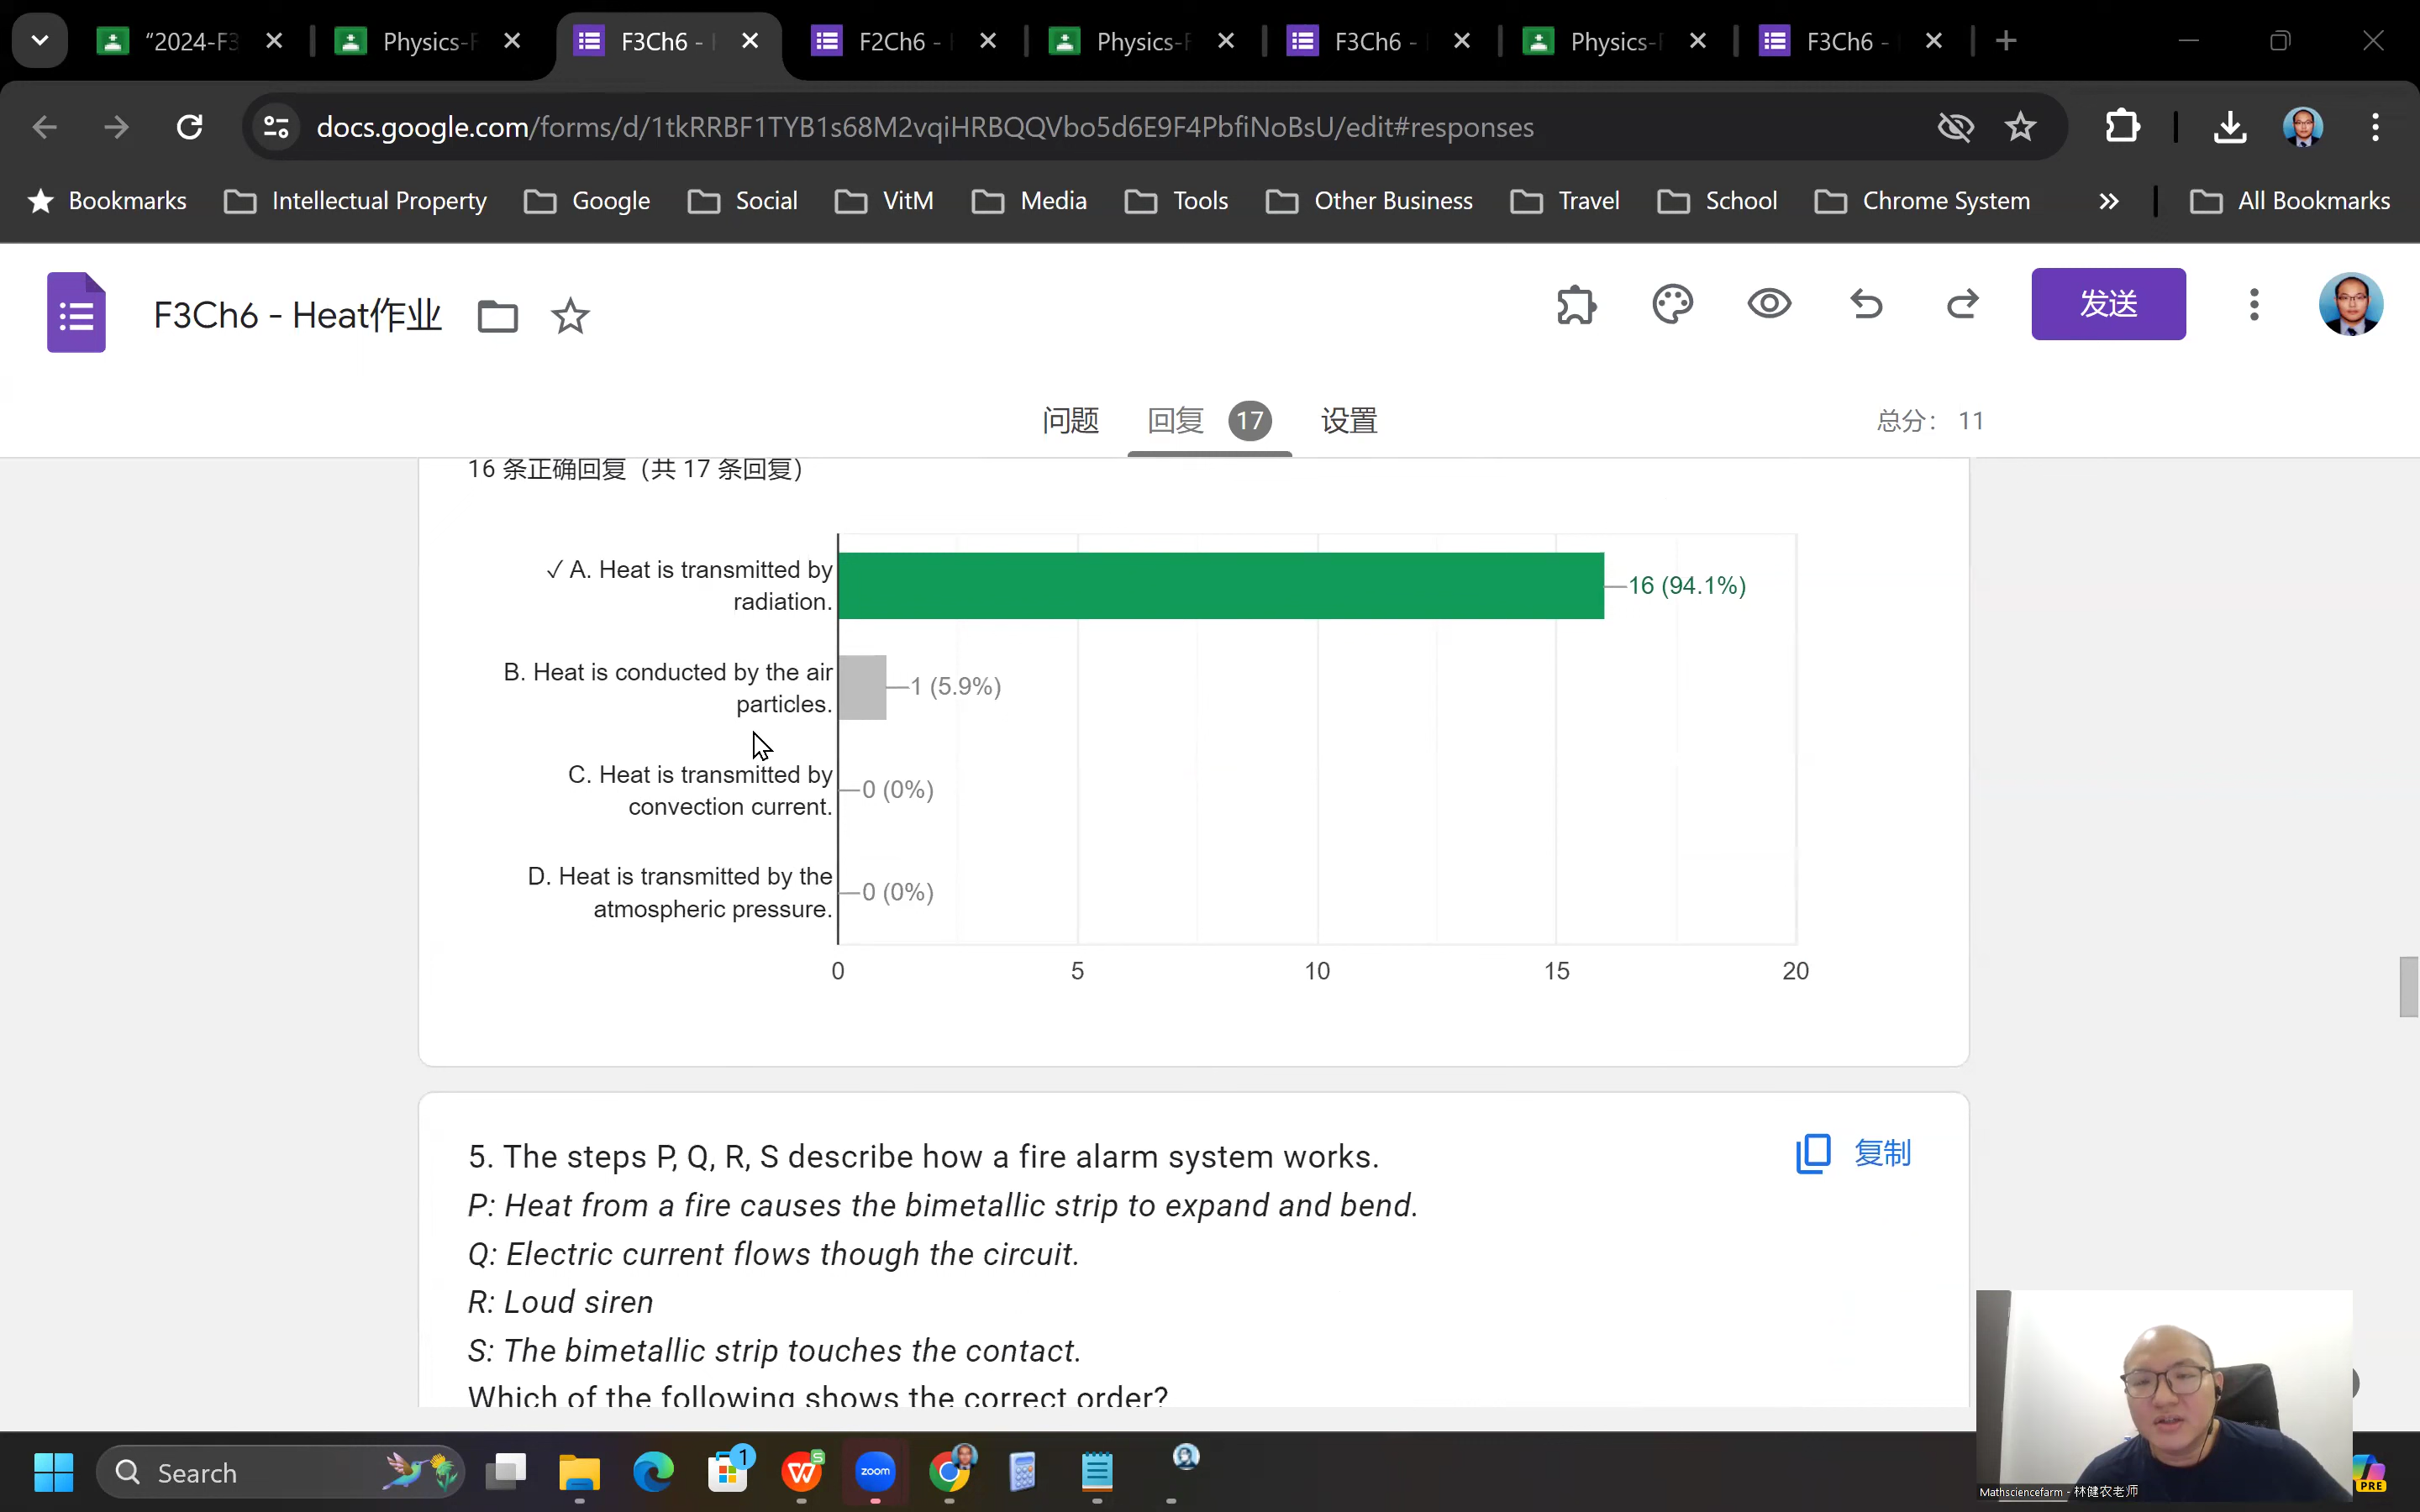 “2024-F3
Physics-F
F3Ch6 -
F2Ch6 -
Physics-F
F3Ch6 -
Physics-F
F3Ch6 -
docs.google.com/forms/d/1tkRRBF1TYB1s68M2vqiHRBQQVbo5d6E9F4PbfiNoBsU/edit#responses
Bookmarks
Intellectual Property
Google
Social
VitM
Media
Tools
Other Business
Travel
School
Chrome System
All Bookmarks
F3Ch6 - Heat作业
发送
问题
回复 17
设置
总分： 11
16 条正确回复（共 17 条回复）
✓ A. Heat is transmitted by
radiation.
16 (94.1%)
B. Heat is conducted by the air
particles.
1 (5.9%)
C. Heat is transmitted by
convection current.
0 (0%)
D. Heat is transmitted by the
atmospheric pressure.
0 (0%)
0 5 10 15 20
5. The steps P, Q, R, S describe how a fire alarm system works.
复制
P: Heat from a fire causes the bimetallic strip to expand and bend.
Q: Electric current flows though the circuit.
R: Loud siren
S: The bimetallic strip touches the contact.
Which of the following shows the correct order?
Search
1
zoom
PRE
Mathsciencefarm - 林健农老师